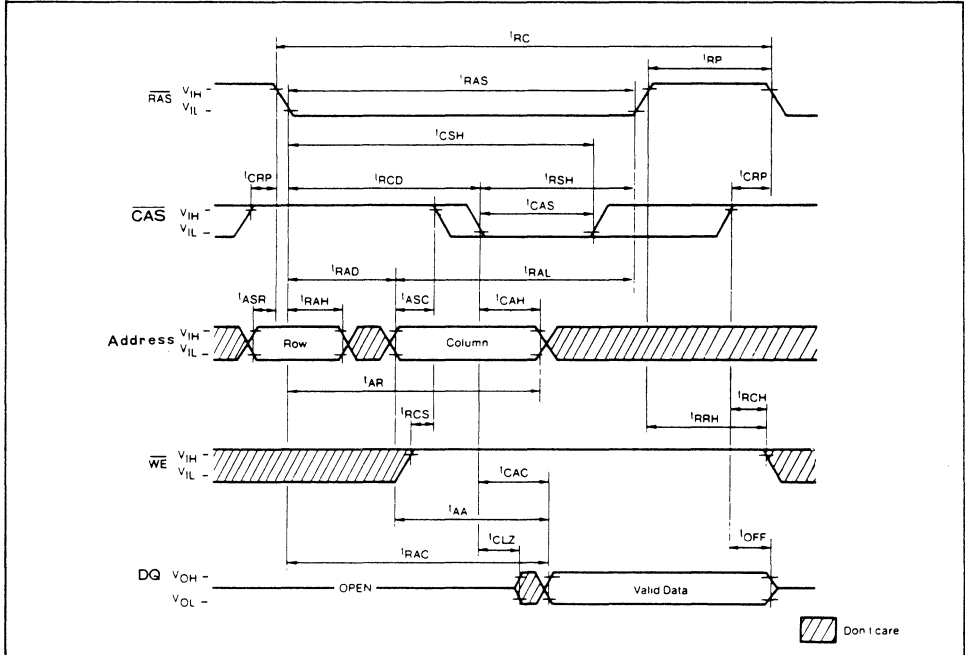 tRC
tRP
tRAS
RAS VIH –
VIL –
tCSH
tCRP tRCD tRSH tCRP
CAS VIH – tCAS
VIL –
tRAD tRAL
tASR tRAH tASC tCAH
Address VIH – Row Column
VIL –
tAR
tRCS tRCH
tRRH
WE VIH –
VIL –
tCAC
tAA
tCLZ tOFF
tRAC
DQ VOH – OPEN Valid Data
VOL –
Don t care